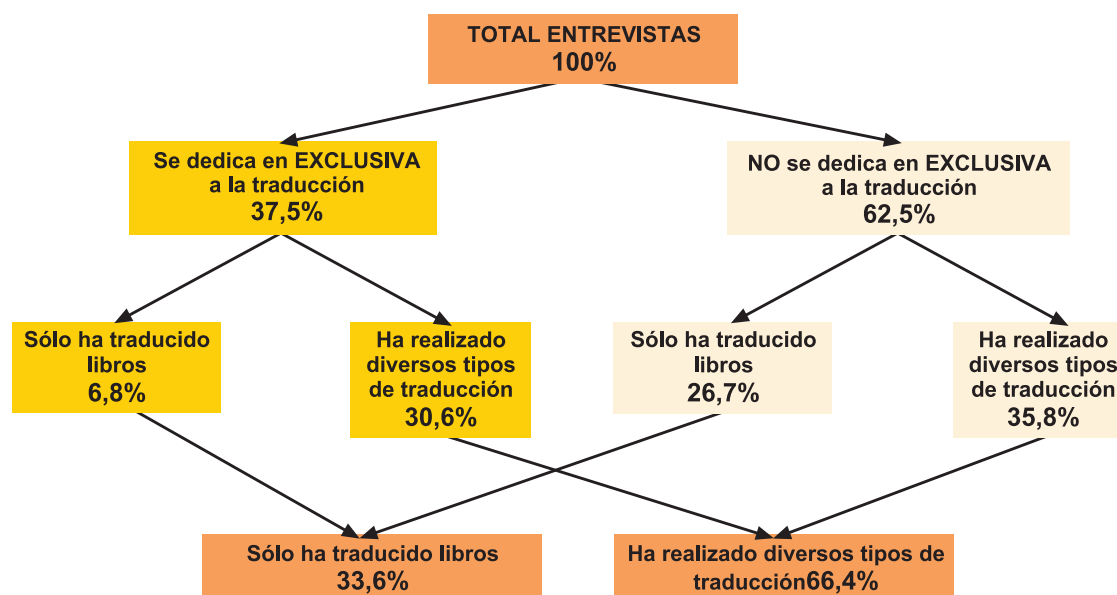 TOTAL ENTREVISTAS
100%
Se dedica en EXCLUSIVA
a la traducción
37,5%
NO se dedica en EXCLUSIVA
a la traducción
62,5%
Sólo ha traducido
libros
6,8%
Ha realizado
diversos tipos
de traducción
30,6%
Sólo ha traducido
libros
26,7%
Ha realizado
diversos tipos
de traducción
35,8%
Sólo ha traducido libros
33,6%
Ha realizado diversos tipos de
traducción66,4%